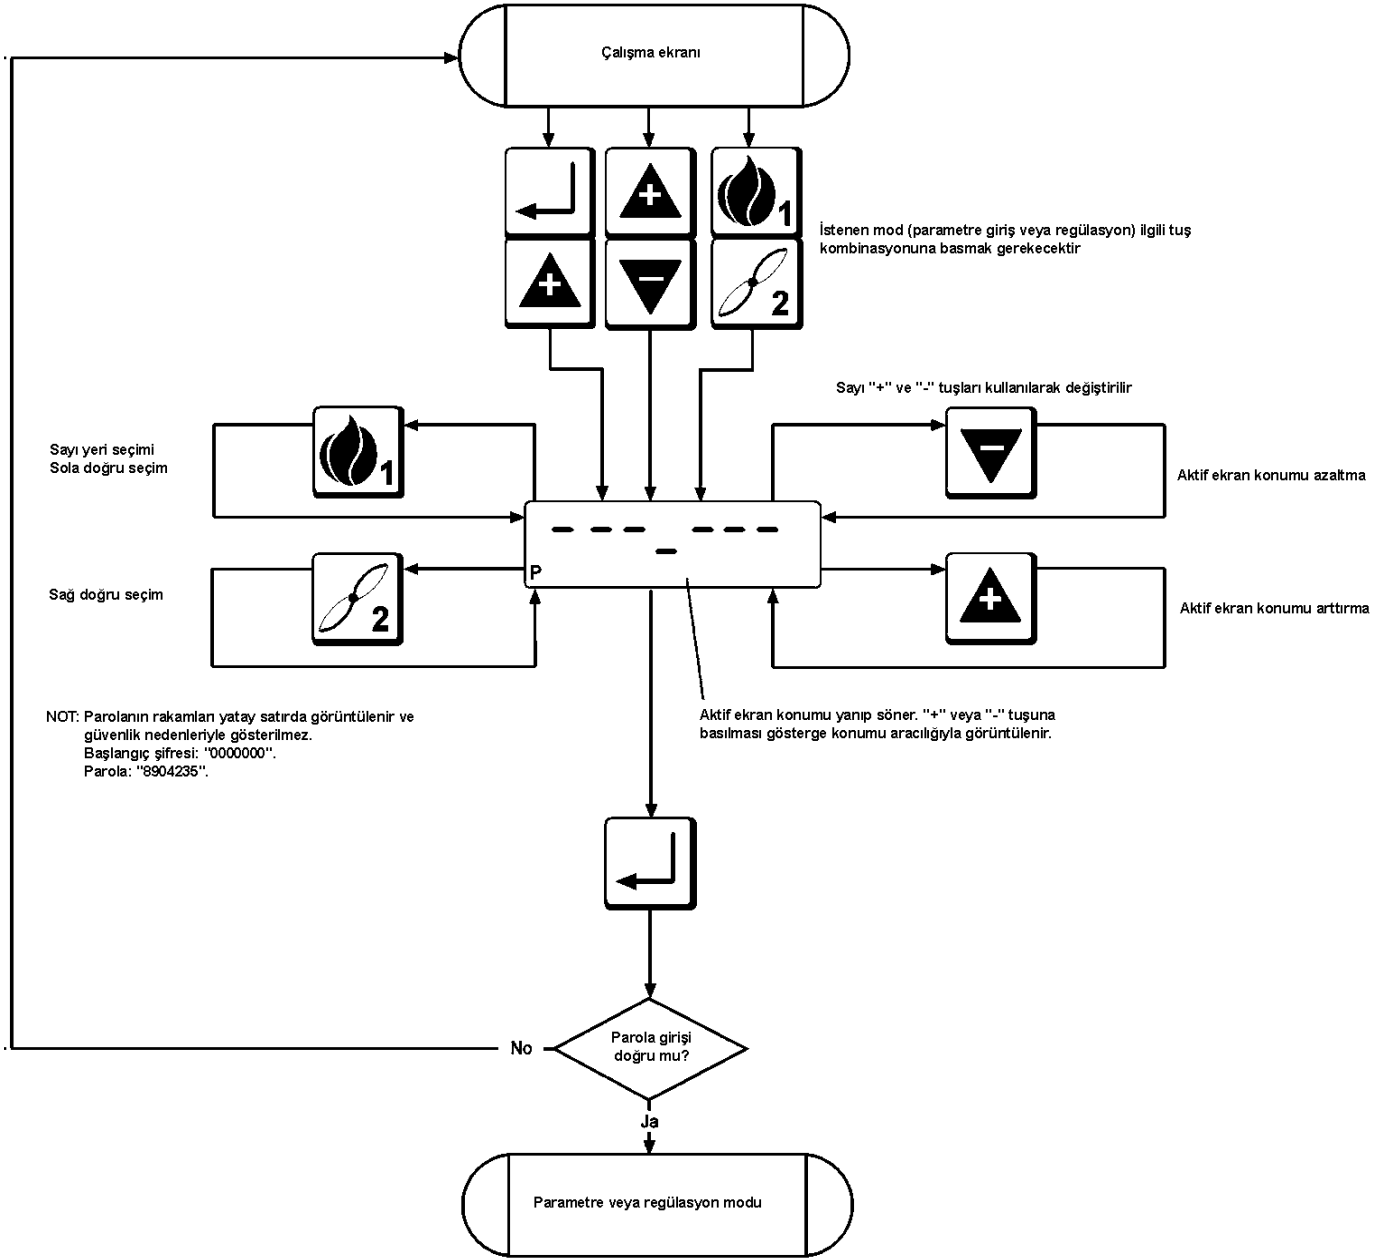 Çalışma ekranı
+
+
1
+
−
2
İstenen mod (parametre giriş veya regülasyon) ilgili tuş
kombinasyonuna basmak gerekecektir
Sayı "+" ve "-" tuşları kullanılarak değiştirilir
Sayı yeri seçimi
Sola doğru seçim
1
−
Aktif ekran konumu azaltma
P
Sağ doğru seçim
2
+
Aktif ekran konumu arttırma
NOT: Parolanın rakamları yatay satırda görüntülenir ve
güvenlik nedenleriyle gösterilmez.
Başlangıç şifresi: "0000000".
Parola: "8904235".
Aktif ekran konumu yanıp söner. "+" veya "-" tuşuna
basılması gösterge konumu aracılığıyla görüntülenir.
Parola girişi
doğru mu?
No
Ja
Parametre veya regülasyon modu